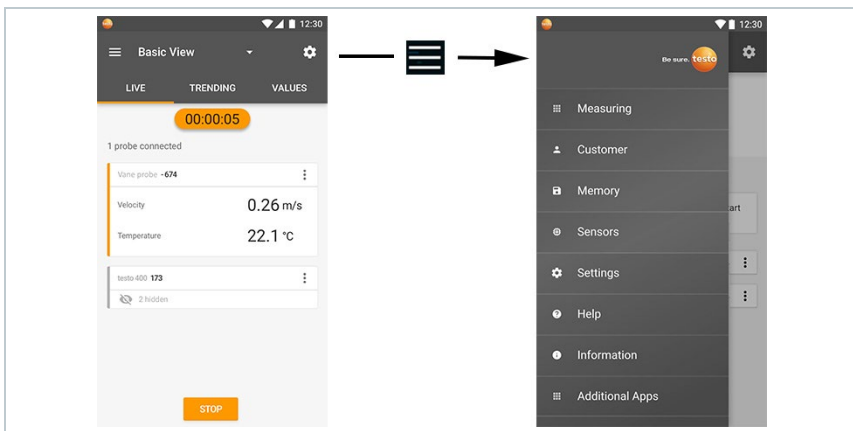 12:30
Basic View
LIVE TRENDING VALUES
00:00:05
1 probe connected
Vane probe -674
Velocity 0.26 m/s
Temperature 22.1 °C
testo 400 173
2 hidden
STOP
12:30
Be sure. testo
Measuring
Customer
Memory
Sensors
Settings
Help
Information
Additional Apps